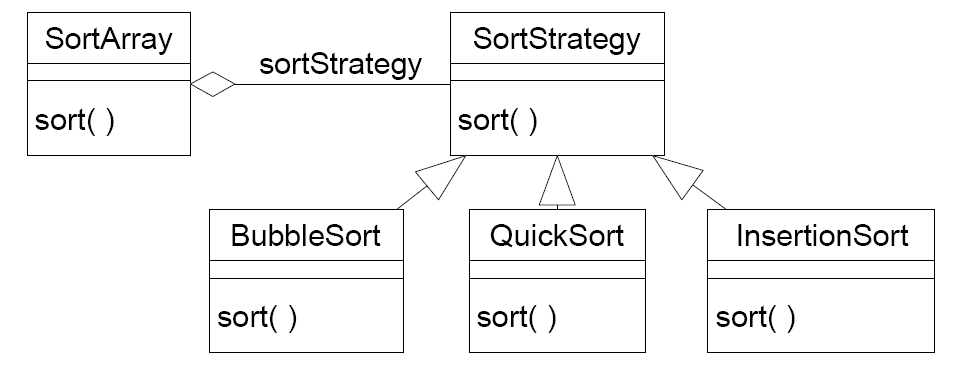 SortArray
sort( )
sortStrategy
SortStrategy
sort( )
BubbleSort
sort( )
QuickSort
sort( )
InsertionSort
sort( )